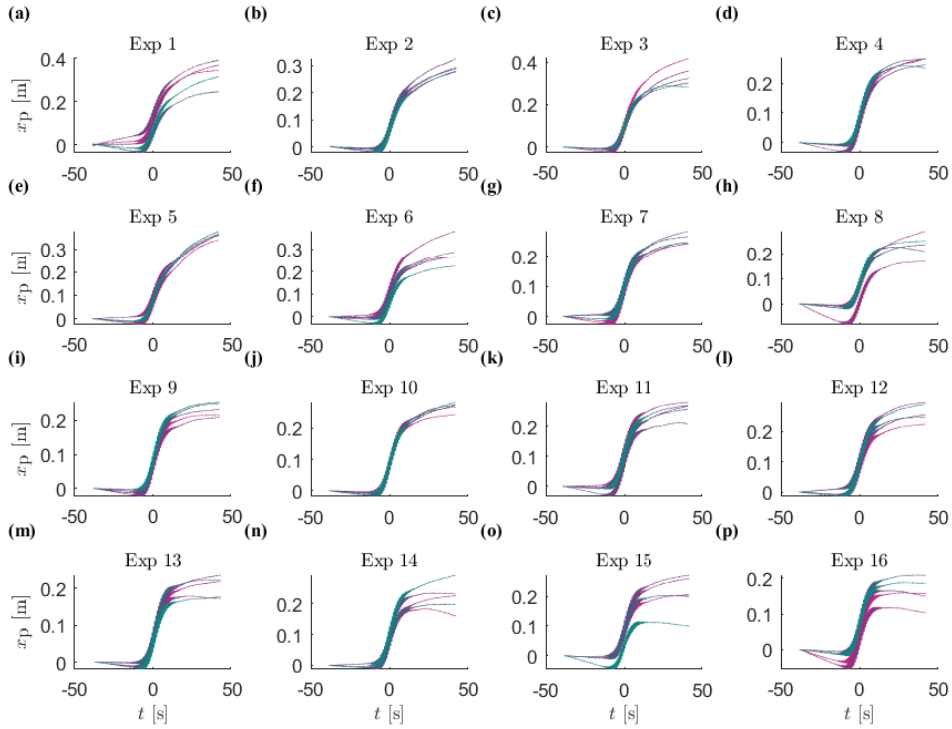 (a) (b) (c) (d)
Exp 1 Exp 2 Exp 3 Exp 4
0.4 0.3 0.4
0.2 0.2 0.2 0.2
0.1 0.1
0 0 0 0
x_p [m]
-50 0 50 -50 0 50 -50 0 50 -50 0 50
(e) (f) (g) (h)
Exp 5 Exp 6 Exp 7 Exp 8
0.3 0.3
0.2 0.2 0.2 0.2
0.1 0.1 0.1 0.1
0 0 0 0
x_p [m]
-50 0 50 -50 0 50 -50 0 50 -50 0 50
(i) (j) (k) (l)
Exp 9 Exp 10 Exp 11 Exp 12
0.2 0.2 0.2 0.2
0.1 0.1 0.1 0.1
0 0 0 0
x_p [m]
-50 0 50 -50 0 50 -50 0 50 -50 0 50
(m) (n) (o) (p)
Exp 13 Exp 14 Exp 15 Exp 16
0.2 0.2 0.2 0.2
0.1 0.1 0.1 0.1
0 0 0 0
x_p [m]
-50 0 50 -50 0 50 -50 0 50 -50 0 50
t [s] t [s] t [s] t [s]